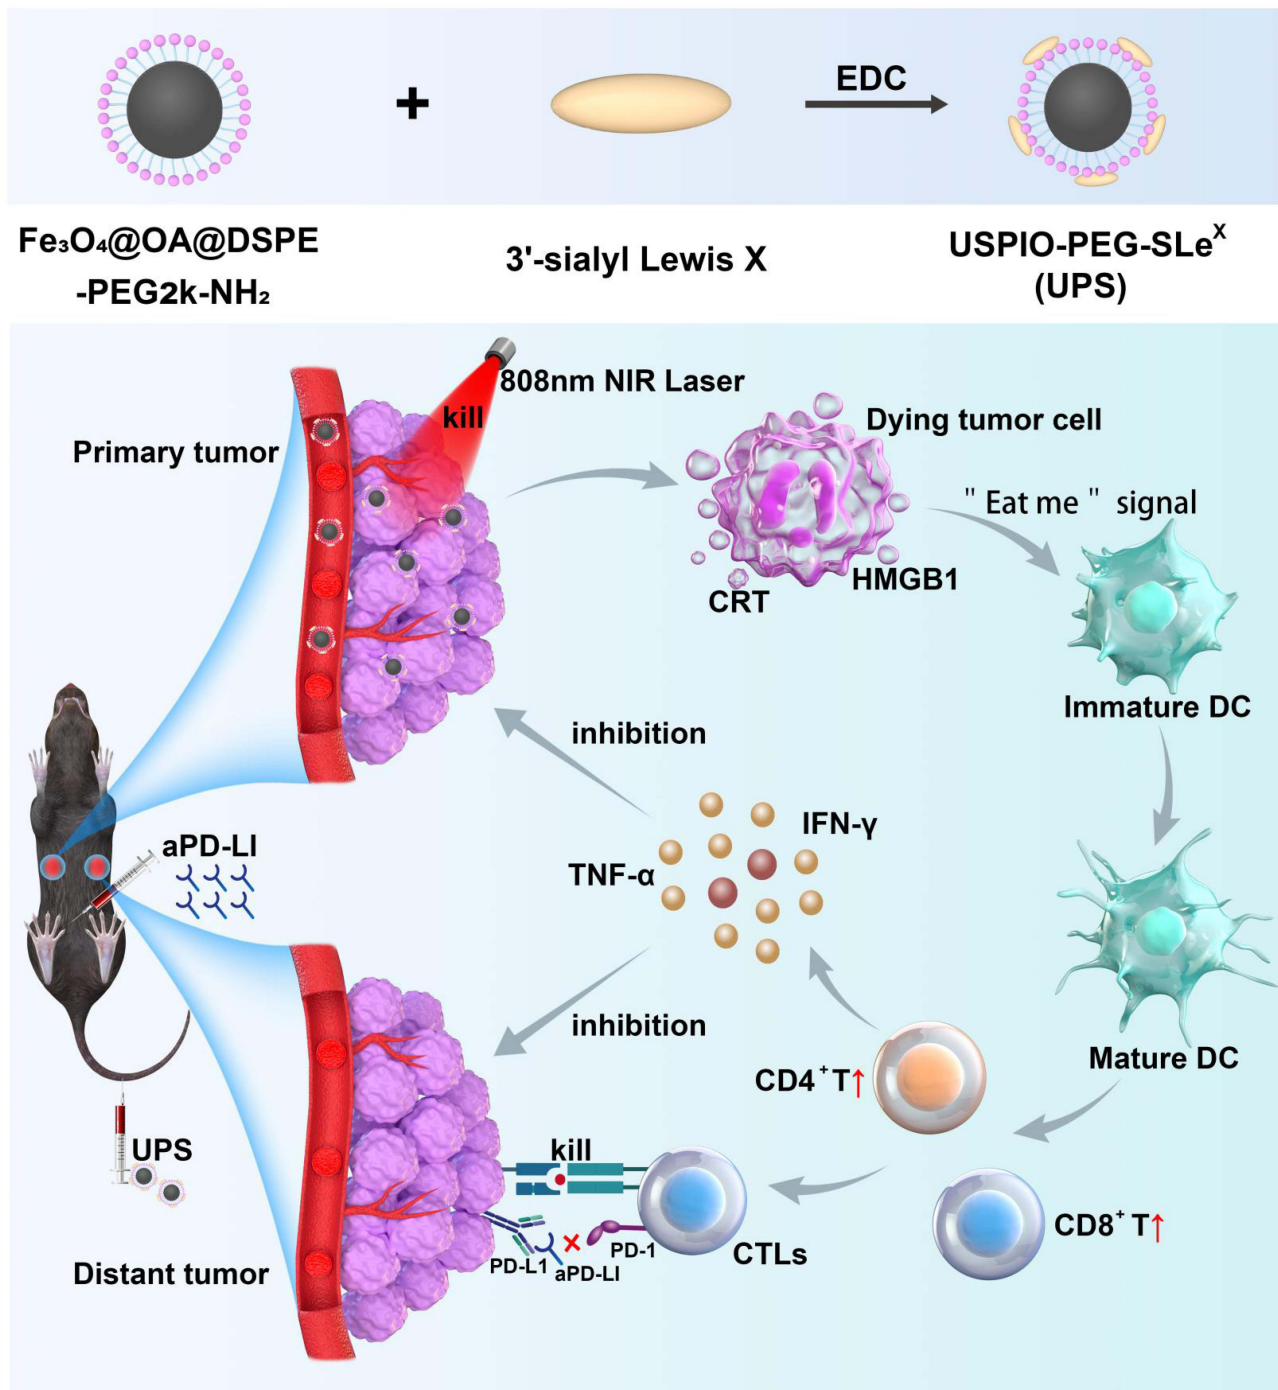 EDC
Fe₃O₄@OA@DSPE
-PEG2k-NH₂
3'-sialyl Lewis X
USPIO-PEG-SLeˣ
(UPS)
808nm NIR Laser
kill
Primary tumor
Dying tumor cell
" Eat me " signal
HMGB1
CRT
Immature DC
inhibition
IFN-γ
TNF-α
aPD-LI
inhibition
Mature DC
CD4⁺T↑
UPS
kill
CD8⁺ T↑
PD-1
CTLs
PD-L1
aPD-LI
Distant tumor